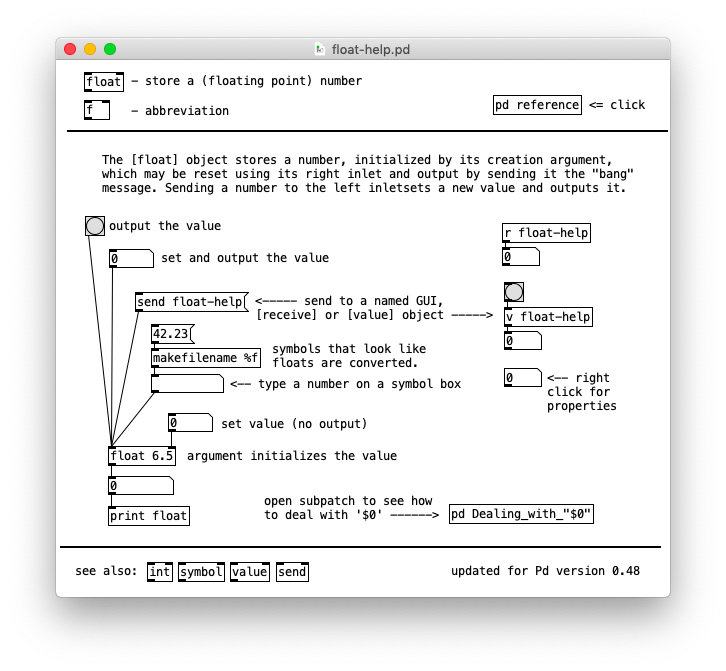 float-help.pd
float – store a (floating point) number
f – abbreviation
pd reference <= click
The [float] object stores a number, initialized by its creation argument,
which may be reset using its right inlet and output by sending it the "bang"
message. Sending a number to the left inletsets a new value and outputs it.
output the value
0 set and output the value
r float-help
0
send float-help <----- send to a named GUI,
[receive] or [value] object ----->
v float-help
0
42.23
makefilename %f
symbols that look like
floats are converted.
<-- type a number on a symbol box
0 <-- right
click for
properties
0 set value (no output)
float 6.5 argument initializes the value
0
print float
open subpatch to see how
to deal with '$0' ------>
pd Dealing_with_"$0"
see also: int symbol value send
updated for Pd version 0.48